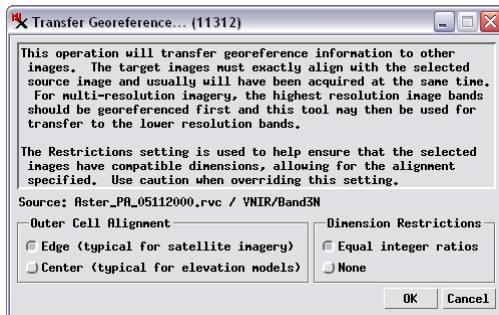 Transfer Georeference... (11312)
This operation will transfer georeference information to other
images. The target images must exactly align with the selected
source image and usually will have been acquired at the same time.
For multi-resolution imagery, the highest resolution image bands
should be georeferenced first and this tool may then be used for
transfer to the lower resolution bands.
The Restrictions setting is used to help ensure that the selected
images have compatible dimensions, allowing for the alignment
specified. Use caution when overriding this setting.
Source: Aster_PA_05112000.rvc / VNIR/Band3N
Outer Cell Alignment
Dimension Restrictions
Edge (typical for satellite imagery)
Equal integer ratios
Center (typical for elevation models)
None
OK
Cancel